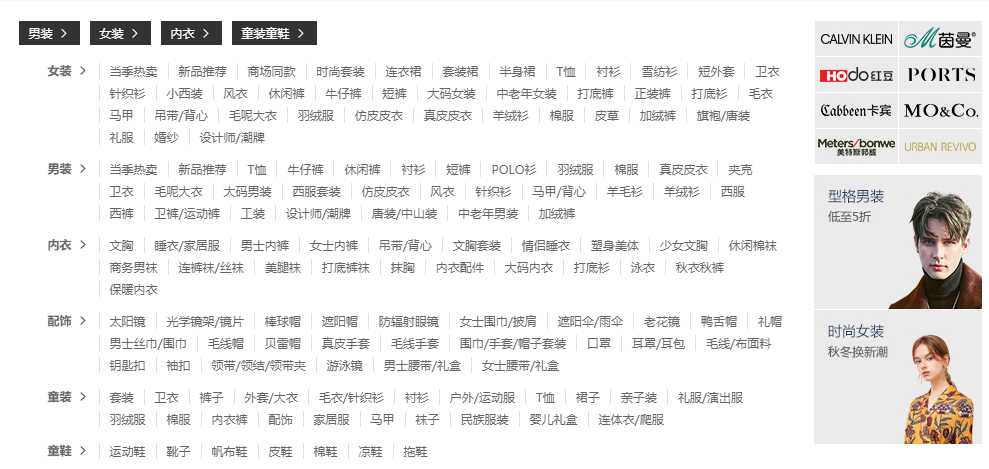 男装 女装 内衣 童装童鞋
女装 当季热卖 新品推荐 商场同款 时尚套装 连衣裙 套装裙 半身裙 T恤 衬衫 雪纺衫 短外套 卫衣
针织衫 小西装 风衣 休闲裤 牛仔裤 短裤 大码女装 中老年女装 打底裤 正装裤 打底衫 毛衣
马甲 吊带/背心 毛呢大衣 羽绒服 仿皮皮衣 真皮皮衣 羊绒衫 棉服 皮草 加绒裤 旗袍/唐装
礼服 婚纱 设计师/潮牌
男装 当季热卖 新品推荐 T恤 牛仔裤 休闲裤 衬衫 短裤 POLO衫 羽绒服 棉服 真皮皮衣 夹克
卫衣 毛呢大衣 大码男装 西服套装 仿皮皮衣 风衣 针织衫 马甲/背心 羊毛衫 羊绒衫 西服
西裤 卫裤/运动裤 工装 设计师/潮牌 唐装/中山装 中老年男装 加绒裤
内衣 文胸 睡衣/家居服 男士内裤 女士内裤 吊带/背心 文胸套装 情侣睡衣 塑身美体 少女文胸 休闲棉袜
商务男袜 连裤袜/丝袜 美腿袜 打底裤袜 抹胸 内衣配件 大码内衣 打底衫 泳衣 秋衣秋裤
保暖内衣
配饰 太阳镜 光学镜架/镜片 棒球帽 遮阳帽 防辐射眼镜 女士围巾/披肩 遮阳伞/雨伞 老花镜 鸭舌帽 礼帽
男士丝巾/围巾 毛线帽 贝雷帽 真皮手套 毛线手套 围巾/手套/帽子套装 口罩 耳罩/耳包 毛线/布面料
钥匙扣 袖扣 领带/领结/领带夹 游泳镜 男士腰带/礼盒 女士腰带/礼盒
童装 套装 卫衣 裤子 外套/大衣 毛衣/针织衫 衬衫 户外/运动服 T恤 裙子 亲子装 礼服/演出服
羽绒服 棉服 内衣裤 配饰 家居服 马甲 袜子 民族服装 婴儿礼盒 连体衣/爬服
童鞋 运动鞋 靴子 帆布鞋 皮鞋 棉鞋 凉鞋 拖鞋
CALVIN KLEIN 茵曼®
HOdo 红豆 PORTS
Cabbeen卡宾 MO&Co.
Meters/bonwe 美特斯邦威 URBAN REVIVO
型格男装
低至5折
时尚女装
秋冬换新潮